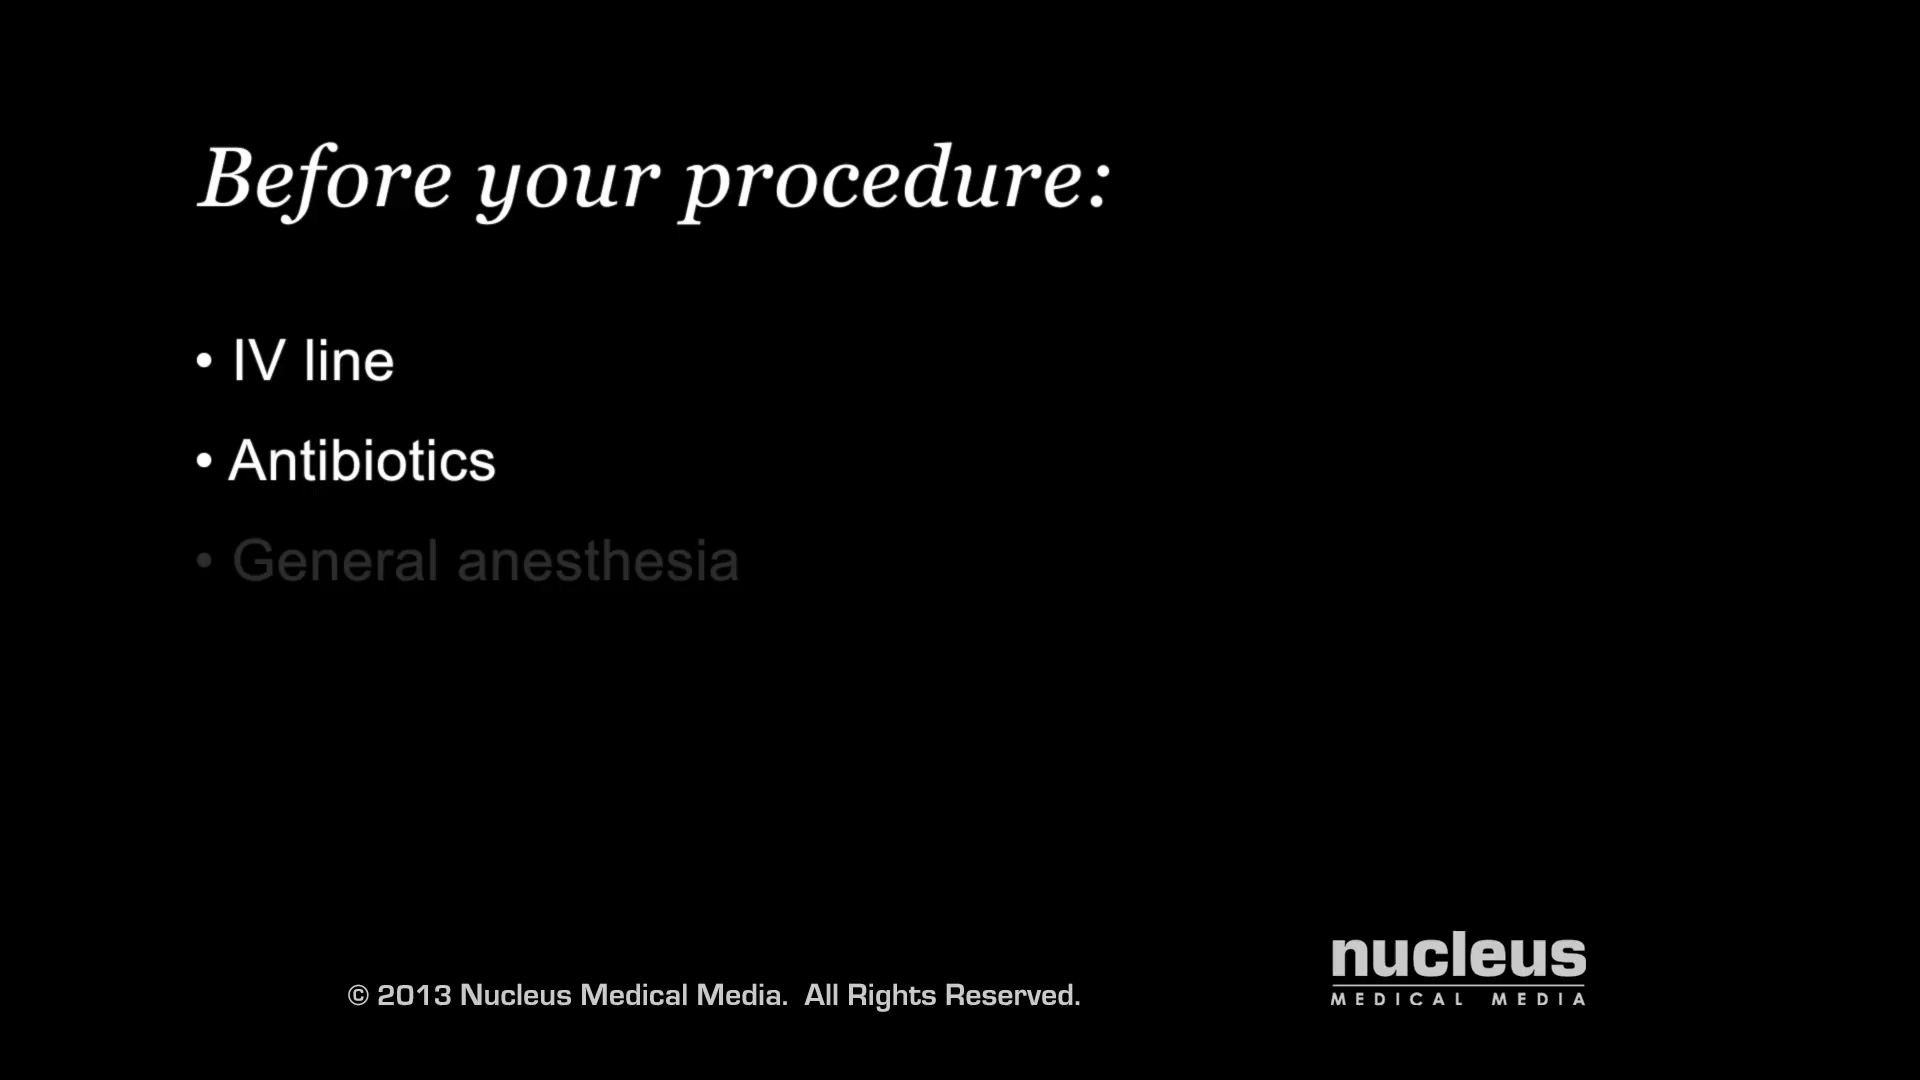 Before your procedure:
• IV line
• Antibiotics
• General anesthesia
nucleus
MEDICAL MEDIA
© 2013 Nucleus Medical Media.  All Rights Reserved.